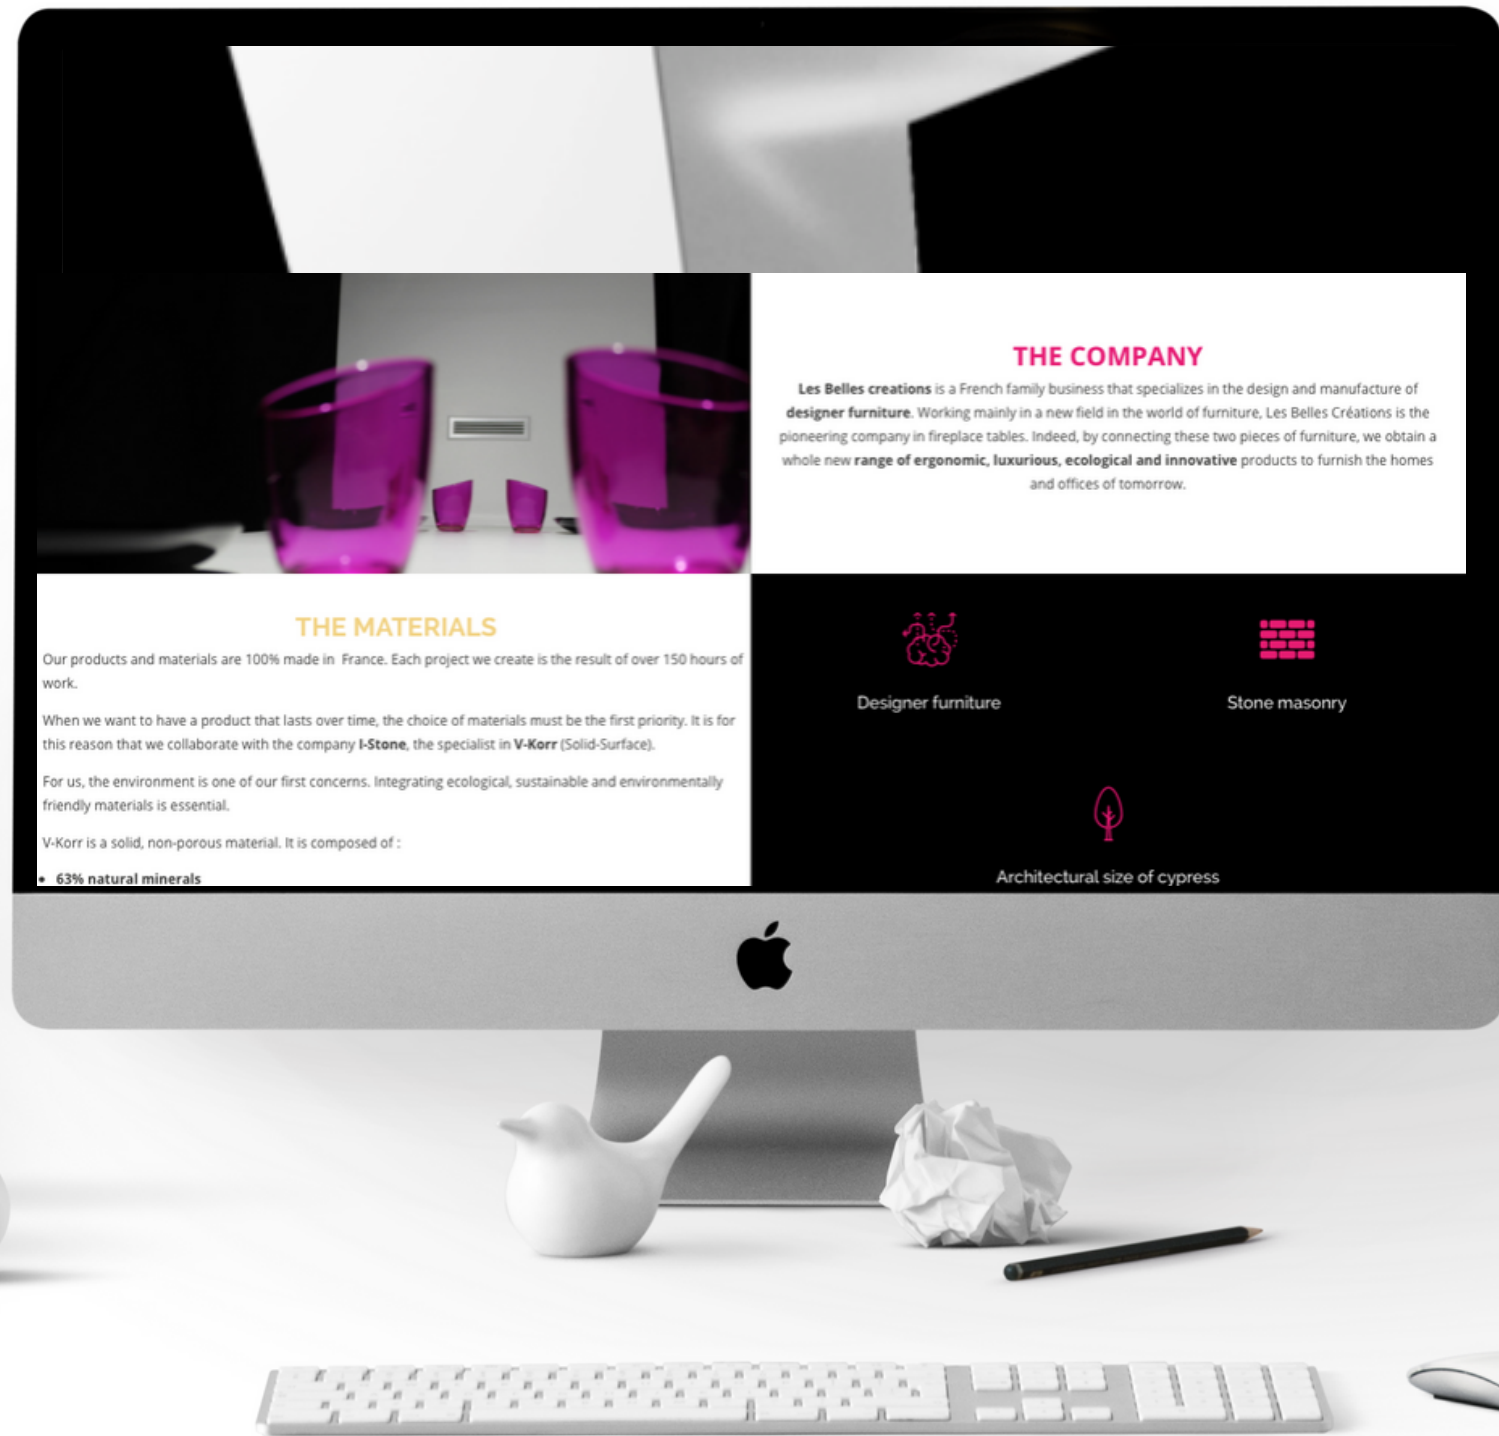 THE COMPANY
Les Belles creations is a French family business that specializes in the design and manufacture of
designer furniture. Working mainly in a new field in the world of furniture, Les Belles Créations is the
pioneering company in fireplace tables. Indeed, by connecting these two pieces of furniture, we obtain a
whole new range of ergonomic, luxurious, ecological and innovative products to furnish the homes
and offices of tomorrow.
THE MATERIALS
Our products and materials are 100% made in France. Each project we create is the result of over 150 hours of
work.
When we want to have a product that lasts over time, the choice of materials must be the first priority. It is for
this reason that we collaborate with the company I-Stone, the specialist in V-Korr (Solid-Surface).
For us, the environment is one of our first concerns. Integrating ecological, sustainable and environmentally
friendly materials is essential.
V-Korr is a solid, non-porous material. It is composed of :
• 63% natural minerals
Designer furniture
Stone masonry
Architectural size of cypress